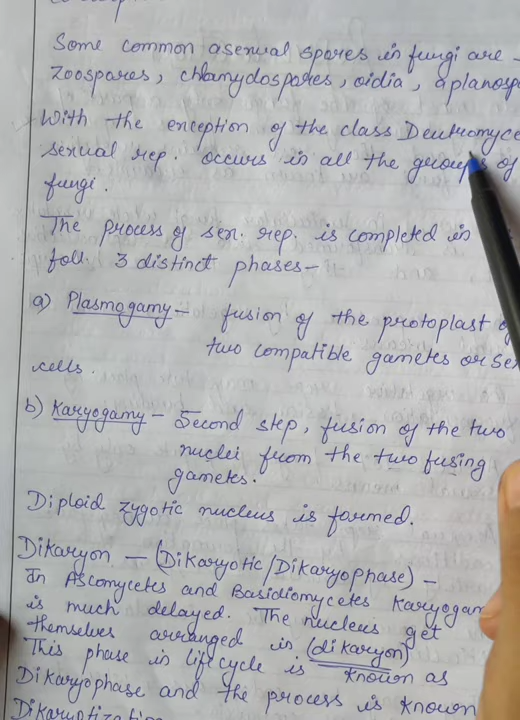 Some common asexual spores in fungi are -
Zoospores, chlamydospores, oidia, aplanospo
With the exception of the class Deutromyce
sexual rep. occurs in all the groups of
fungi.
The process of sex. rep. is completed in
foll. 3 distinct phases -
a) Plasmogamy - fusion of the protoplast of
two compatible gametes or sex
cells.
b) Karyogamy - Second step, fusion of the two
nuclei from the two fusing
gametes.
Diploid zygotic nucleus is formed.
Dikaryon - (Dikaryotic/Dikaryophase) -
In Ascomycetes and Basidiomycetes Karyogam
is much delayed. The nucleus get
themselves arranged in (dikaryon)
This phase in life cycle is known as
Dikaryophase and the process is known
Dikaryotization